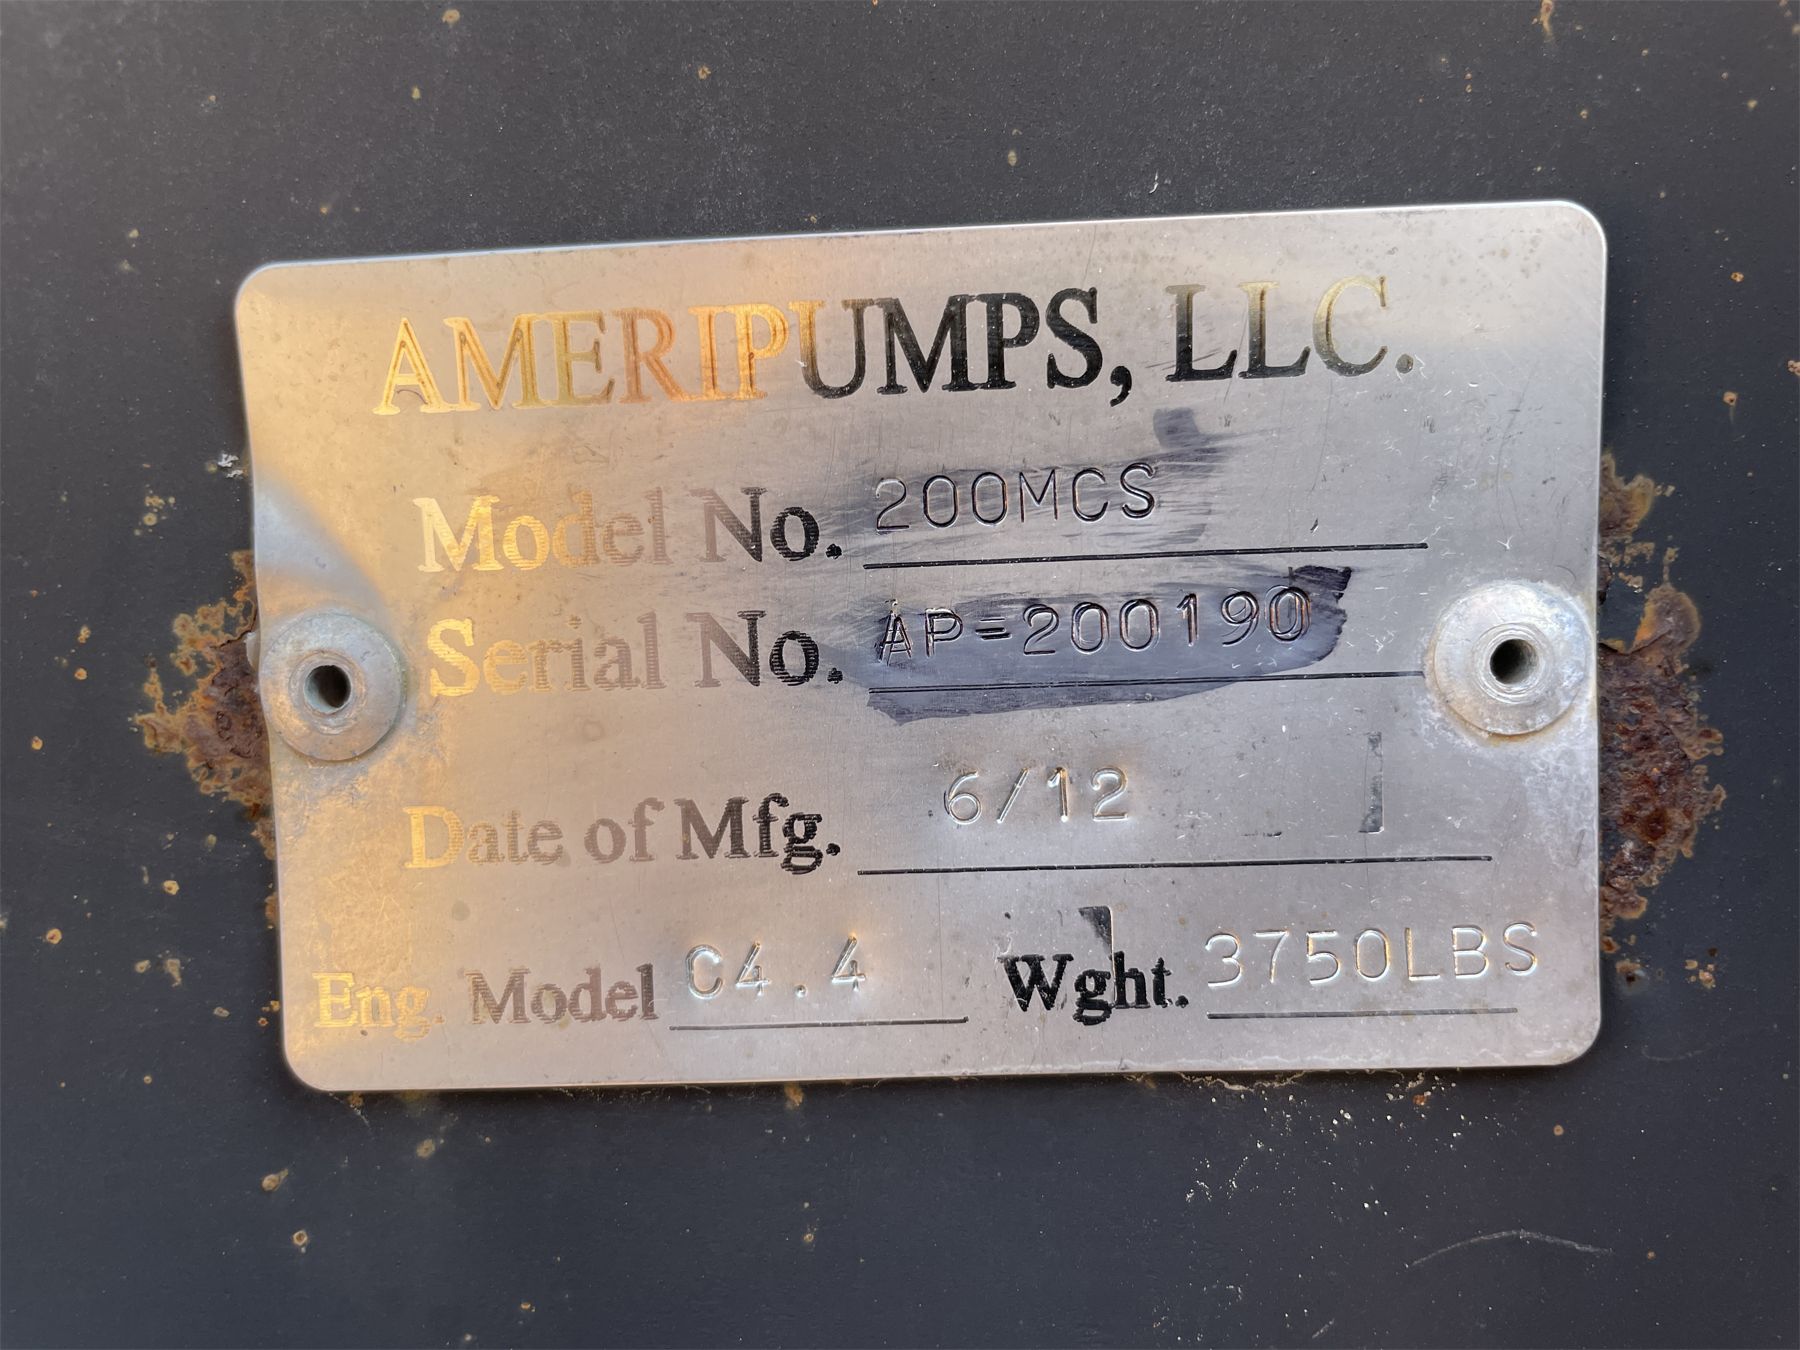 AMERIPUMPS, LLC.
Model No. 200MCS
Serial No. AP-200190
Date of Mfg. 6/12
Eng. Model C4.4 Wght. 3750LBS